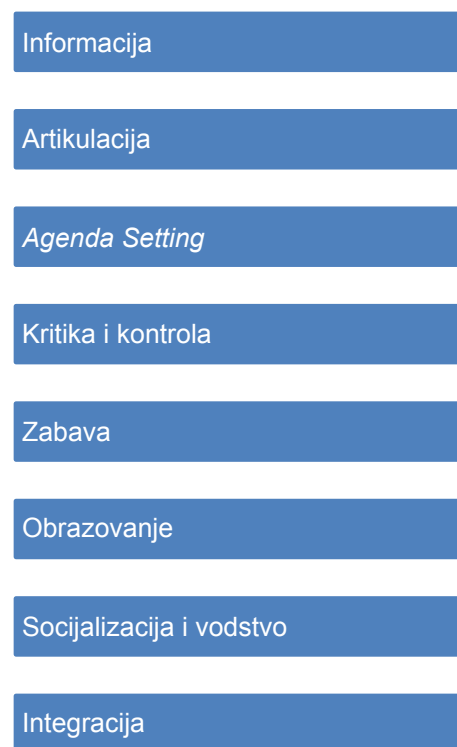 Informacija
Artikulacija
Agenda Setting
Kritika i kontrola
Zabava
Obrazovanje
Socijalizacija i vodstvo
Integracija